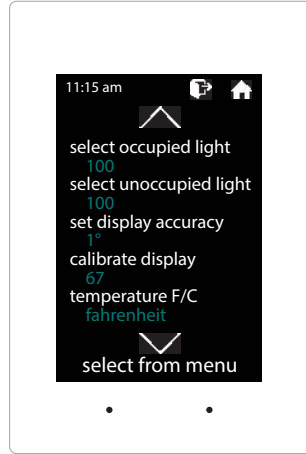 11:15 am
select occupied light
100
select unoccupied light
100
set display accuracy
1°
calibrate display
67
temperature F/C
fahrenheit
select from menu